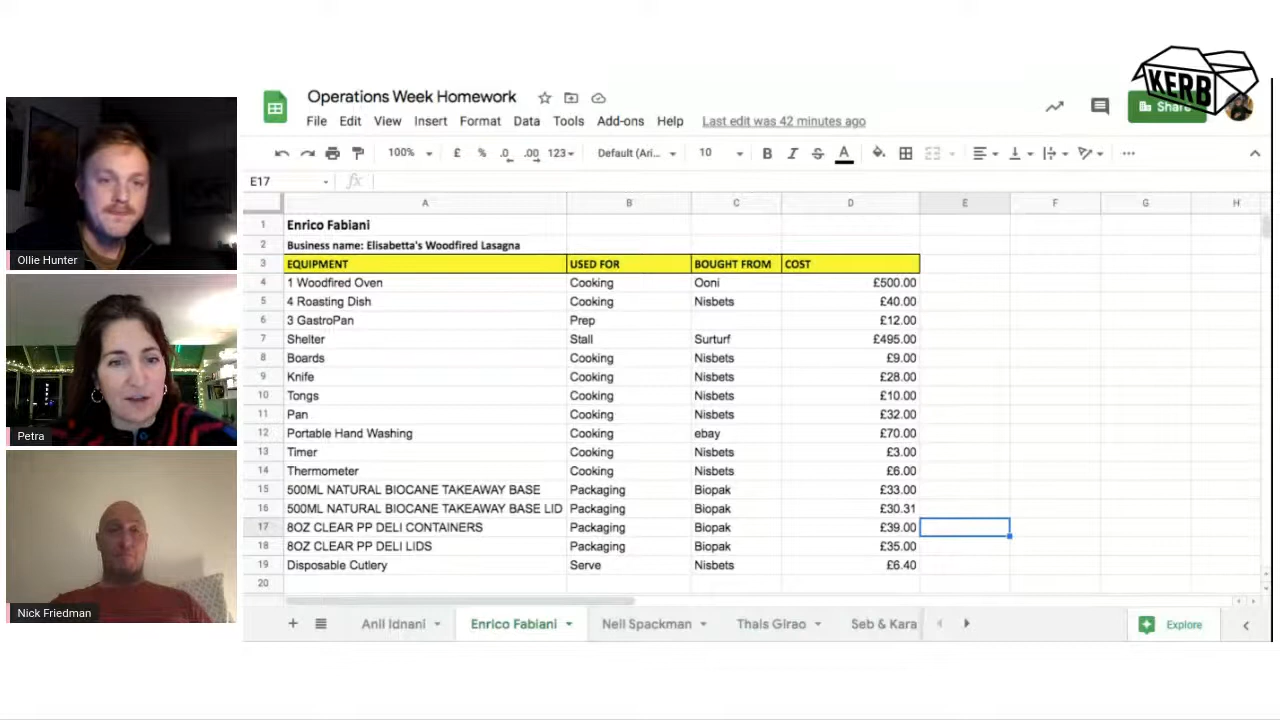 KERB
Operations Week Homework
Share
File Edit View Insert Format Data Tools Add-ons Help Last edit was 42 minutes ago
100% £ % .0 .00 123 Default (Ari... 10 B I S A
E17 fx
A B C D E F G H
1 Enrico Fabiani
2 Business name: Elisabetta's Woodfired Lasagna
3 EQUIPMENT USED FOR BOUGHT FROM COST
4 1 Woodfired Oven Cooking Ooni £500.00
5 4 Roasting Dish Cooking Nisbets £40.00
6 3 GastroPan Prep £12.00
7 Shelter Stall Surturf £495.00
8 Boards Cooking Nisbets £9.00
9 Knife Cooking Nisbets £28.00
10 Tongs Cooking Nisbets £10.00
11 Pan Cooking Nisbets £32.00
12 Portable Hand Washing Cooking ebay £70.00
13 Timer Cooking Nisbets £3.00
14 Thermometer Cooking Nisbets £6.00
15 500ML NATURAL BIOCANE TAKEAWAY BASE Packaging Biopak £33.00
16 500ML NATURAL BIOCANE TAKEAWAY BASE LID Packaging Biopak £30.31
17 8OZ CLEAR PP DELI CONTAINERS Packaging Biopak £39.00
18 8OZ CLEAR PP DELI LIDS Packaging Biopak £35.00
19 Disposable Cutlery Serve Nisbets £6.40
20
Anil Idnani Enrico Fabiani Neil Spackman Thais Girao Seb & Kara Explore
Ollie Hunter
Petra
Nick Friedman